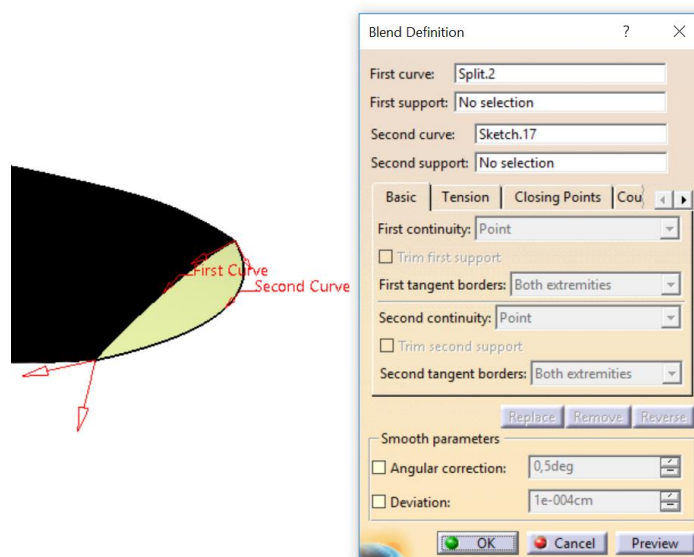 Blend Definition ? ×
First curve: Split.2
First support: No selection
Second curve: Sketch.17
Second support: No selection
Basic Tension Closing Points Cou
First continuity: Point
Trim first support
First tangent borders: Both extremities
Second continuity: Point
Trim second support
Second tangent borders: Both extremities
Replace Remove Reverse
Smooth parameters
Angular correction: 0,5deg
Deviation: 1e-004cm
OK Cancel Preview
First Curve
Second Curve